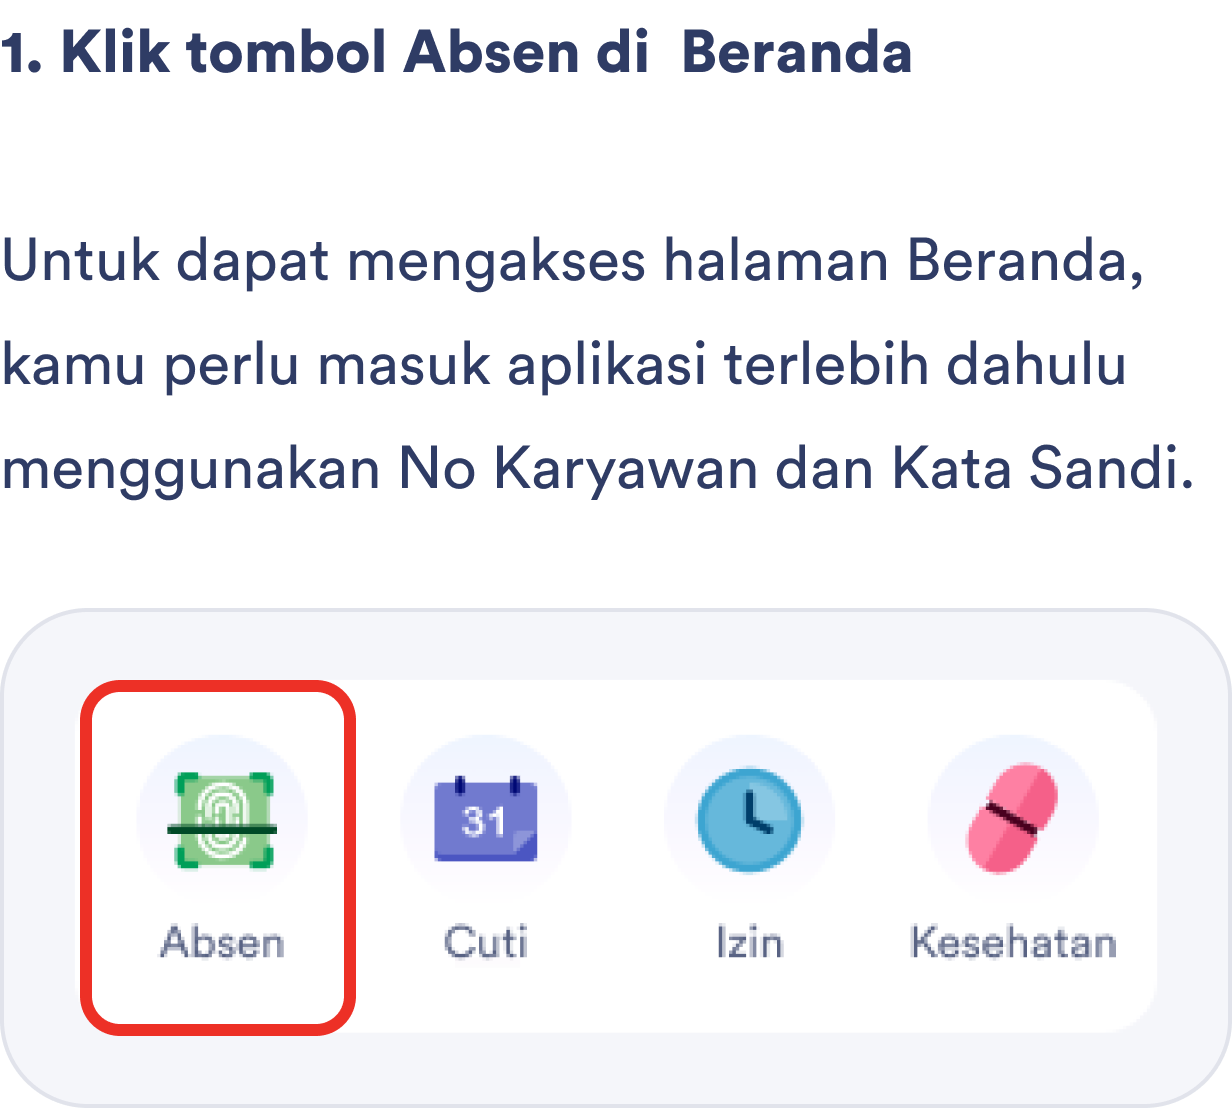 1. Klik tombol Absen di  Beranda
Untuk dapat mengakses halaman Beranda,
kamu perlu masuk aplikasi terlebih dahulu
menggunakan No Karyawan dan Kata Sandi.
31
Absen Cuti Izin Kesehatan